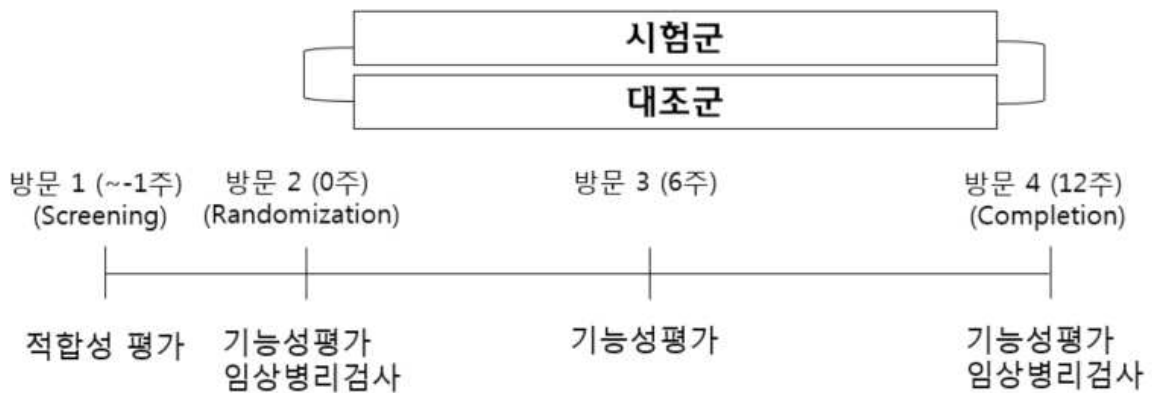 시험군
대조군
방문 1 (~-1주)
(Screening)
방문 2 (0주)
(Randomization)
방문 3 (6주)
방문 4 (12주)
(Completion)
적합성 평가
기능성평가
임상병리검사
기능성평가
기능성평가
임상병리검사